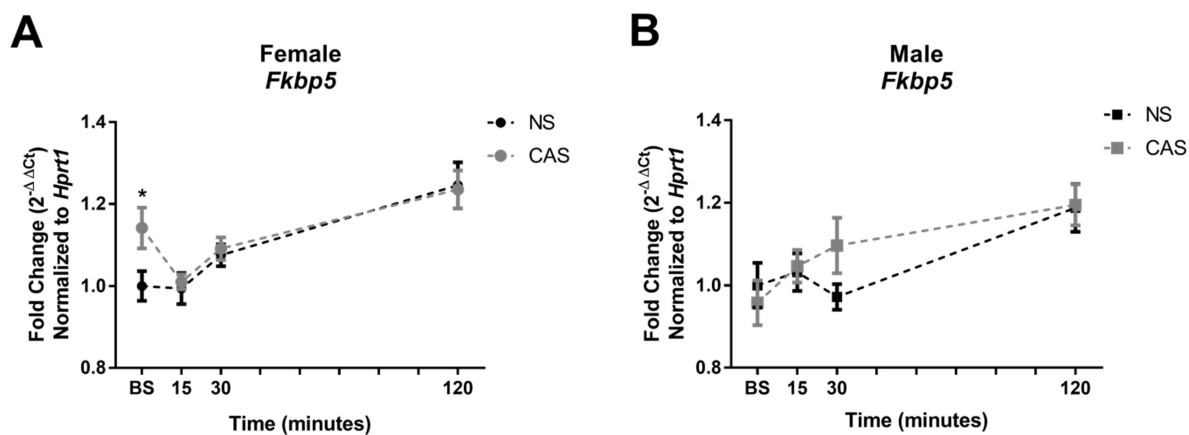 A
Female
Fkbp5
NS
CAS
Fold Change (2^-Δ ΔCt)
Normalized to Hprt1
1.4
1.2
1.0
0.8
*
BS 15 30 120
Time (minutes)
B
Male
Fkbp5
NS
CAS
Fold Change (2^-Δ ΔCt)
Normalized to Hprt1
1.4
1.2
1.0
0.8
BS 15 30 120
Time (minutes)